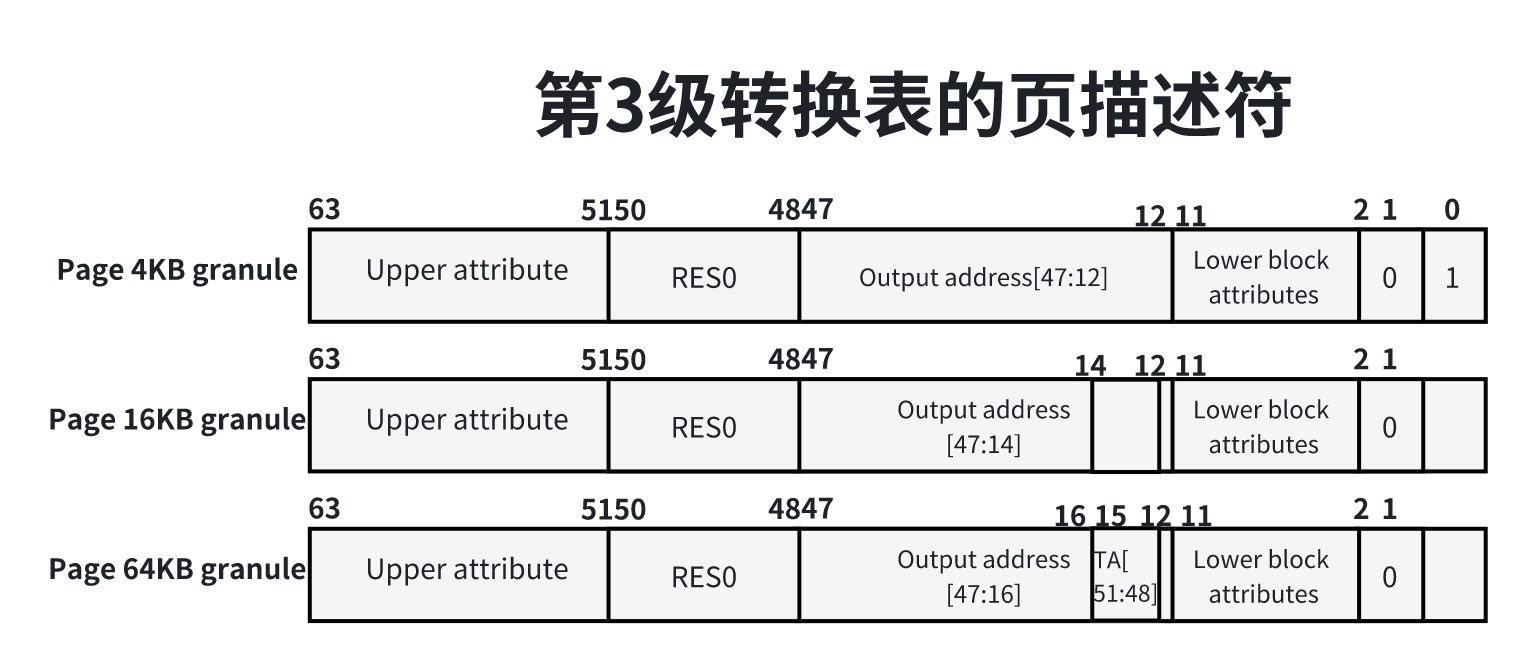 第3级转换表的页描述符
63 5150 4847 12 11 2 1 0
Page 4KB granule Upper attribute RES0 Output address[47:12] Lower block 0 1
attributes
63 5150 4847 14 12 11 2 1
Page 16KB granule Upper attribute RES0 Output address Lower block 0
[47:14] attributes
63 5150 4847 16 15 12 11 2 1
Page 64KB granule Upper attribute RES0 Output address TA[ Lower block 0
[47:16] 51:48] attributes